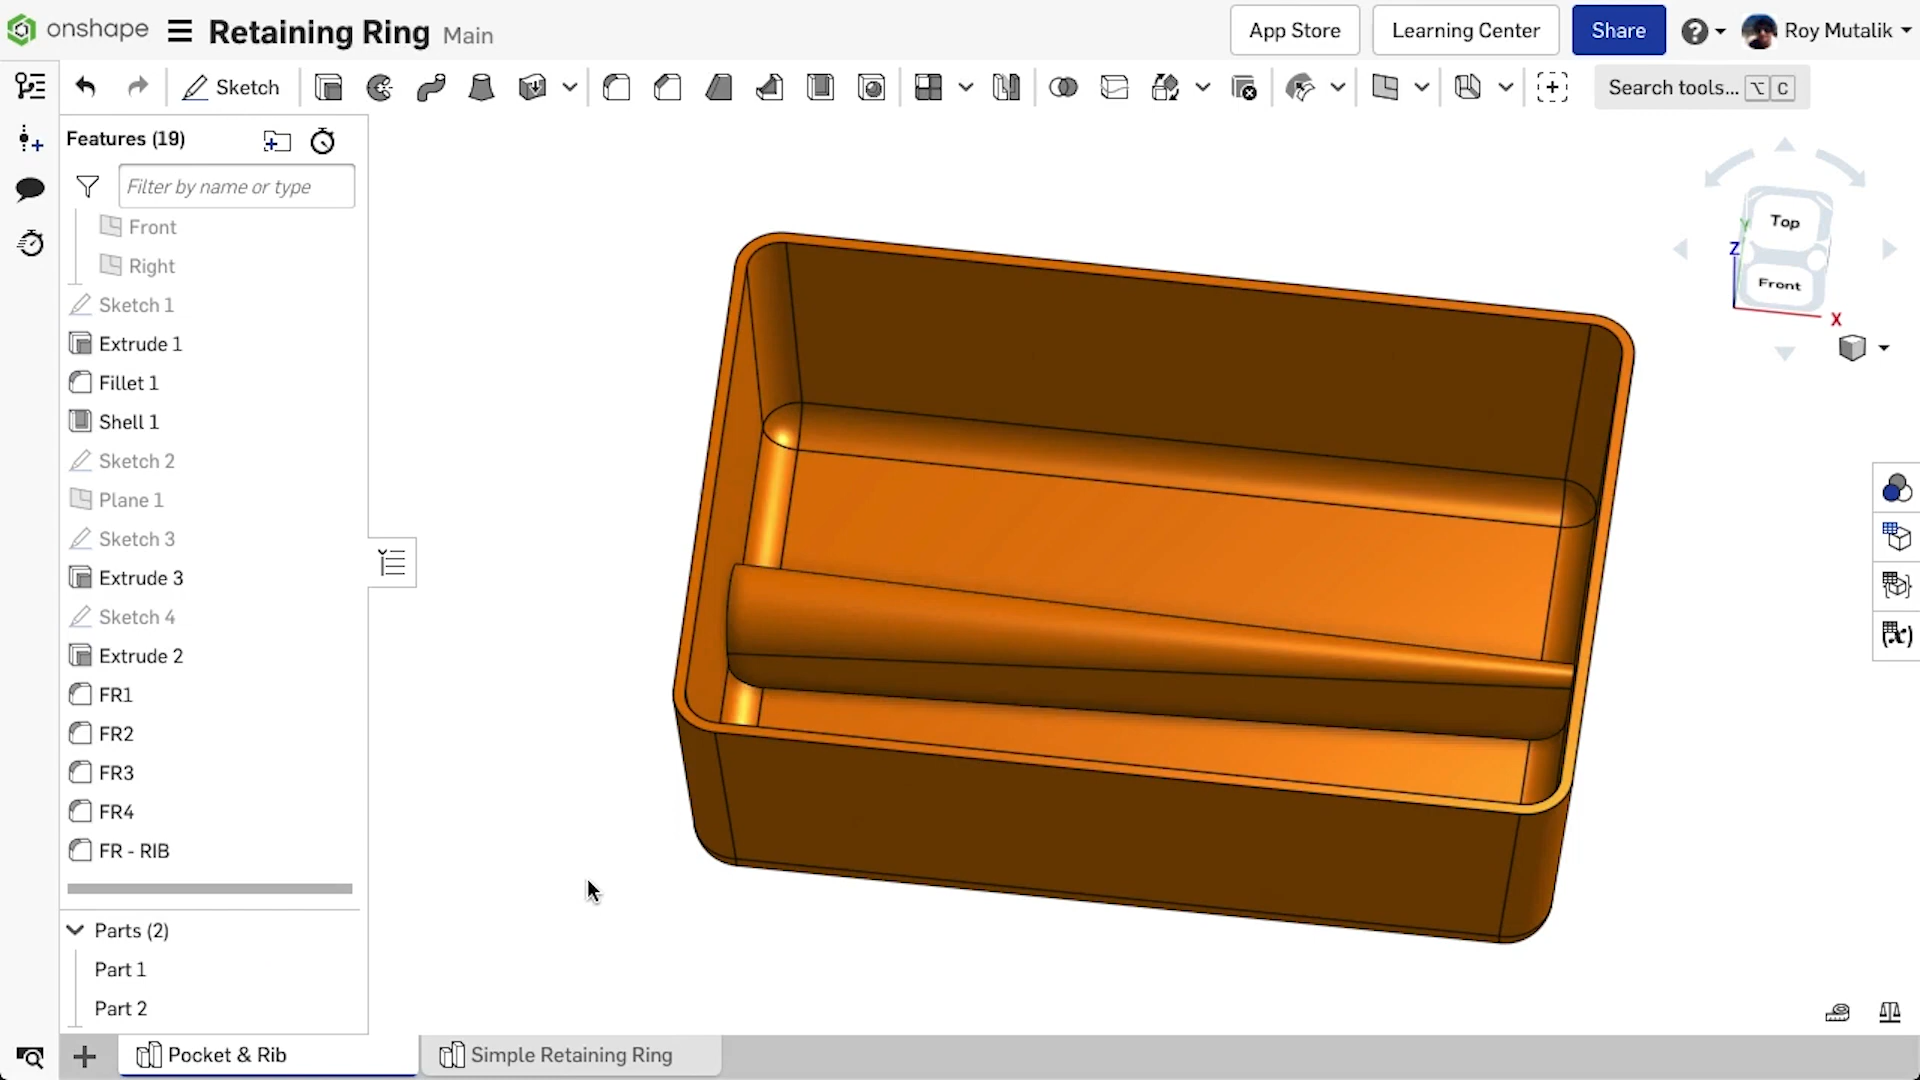 onshape Retaining Ring Main App Store Learning Center Share Roy Mutalik
Sketch Search tools... ⌥ C
Features (19)
Filter by name or type
Front
Right
Sketch 1
Extrude 1
Fillet 1
Shell 1
Sketch 2
Plane 1
Sketch 3
Extrude 3
Sketch 4
Extrude 2
FR1
FR2
FR3
FR4
FR - RIB
Parts (2)
Part 1
Part 2
Top
Y
Z
Front
X
(x)
Pocket & Rib Simple Retaining Ring